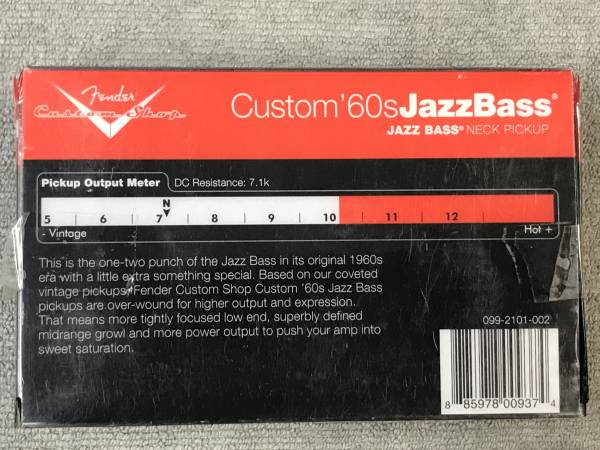 Fender
Custom Shop
Custom '60s JazzBass®
JAZZ BASS® NECK PICKUP
Pickup Output Meter DC Resistance: 7.1k
N
5 6 7 8 9 10 11 12
- Vintage Hot +
This is the one-two punch of the Jazz Bass in its original 1960s
era with a little extra something special. Based on our coveted
vintage pickups, Fender Custom Shop Custom '60s Jazz Bass
pickups are over-wound for higher output and expression.
That means more tightly focused low end, superbly defined
midrange growl and more power output to push your amp into
sweet saturation.
099-2101-002
8 85978 00937 4